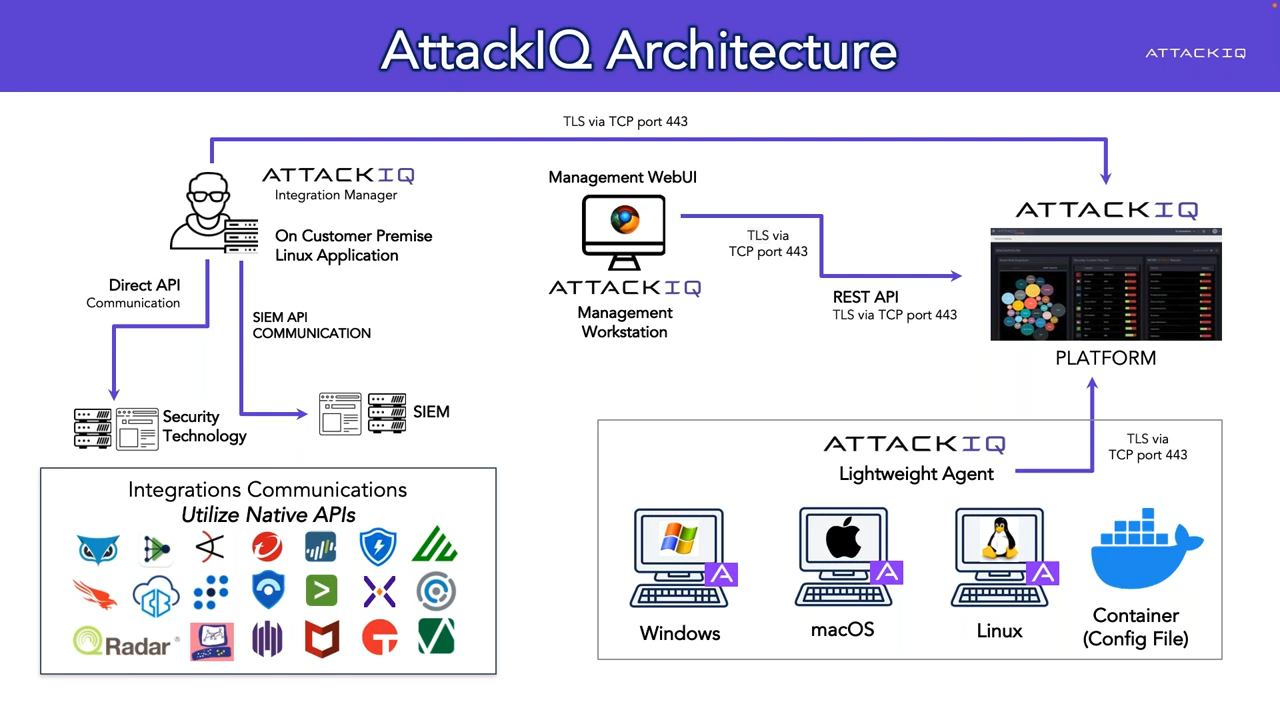 AttackIQ Architecture
ATTACKIQ
TLS via TCP port 443
ATTACKIQ
Integration Manager
On Customer Premise
Linux Application
Direct API
Communication
SIEM API
COMMUNICATION
Security
Technology
SIEM
Management WebUI
ATTACKIQ
Management
Workstation
TLS via
TCP port 443
REST API
TLS via TCP port 443
ATTACKIQ
PLATFORM
Integrations Communications
Utilize Native APIs
QRadar
ATTACKIQ
Lightweight Agent
TLS via
TCP port 443
Windows
macOS
Linux
Container
(Config File)